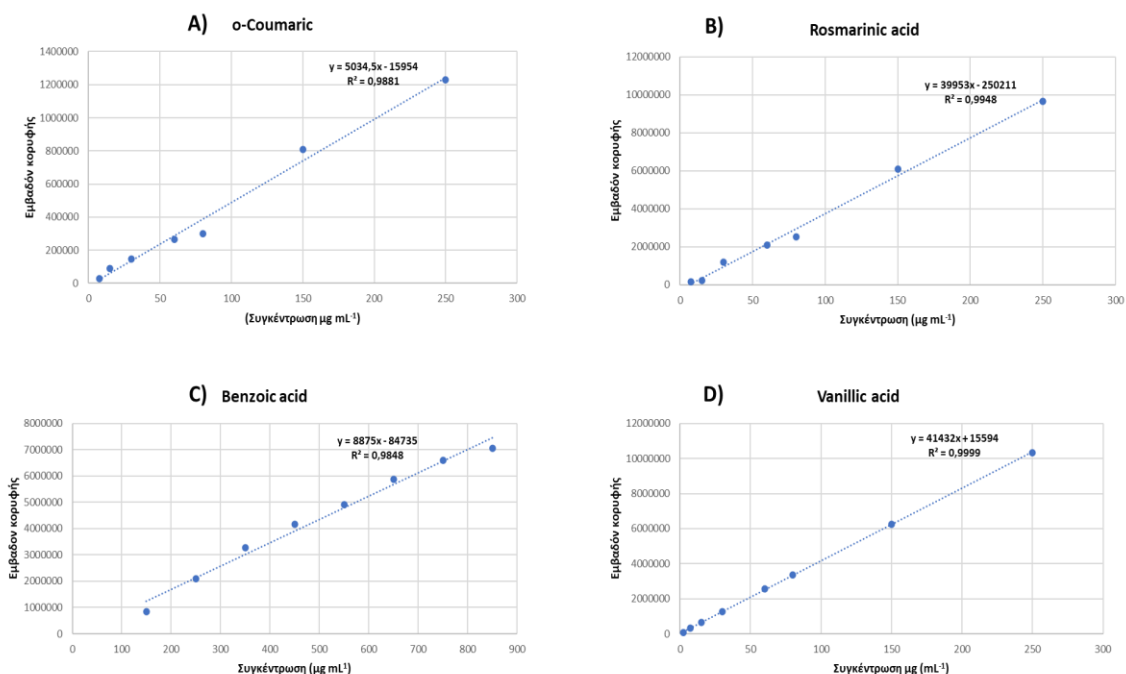 A) o-Coumaric
y = 5034,5x - 15954
R² = 0,9881
Εμβαδόν κορυφής
1400000
1200000
1000000
800000
600000
400000
200000
0
0 50 100 150 200 250 300
(Συγκέντρωση μg mL⁻¹)
B) Rosmarinic acid
y = 39953x - 250211
R² = 0,9948
Εμβαδόν κορυφής
12000000
10000000
8000000
6000000
4000000
2000000
0
0 50 100 150 200 250 300
Συγκέντρωση (μg mL⁻¹)
C) Benzoic acid
y = 8875x - 84735
R² = 0,9848
Εμβαδον κορυφής
8000000
7000000
6000000
5000000
4000000
3000000
2000000
1000000
0
0 100 200 300 400 500 600 700 800 900
Συγκέντρωση (μg mL¹)
D) Vanillic acid
y = 41432x + 15594
R² = 0,9999
Εμβαδόν κορυφής
12000000
10000000
8000000
6000000
4000000
2000000
0
0 50 100 150 200 250 300
Συγκέντρωση μg (mL⁻¹)